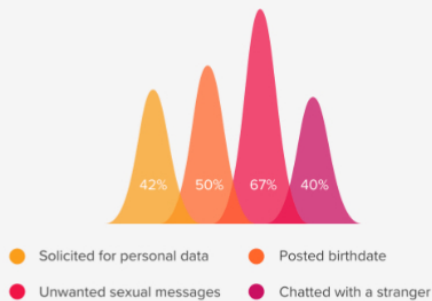 42% 50% 67% 40%
Solicited for personal data Posted birthdate
Unwanted sexual messages Chatted with a stranger